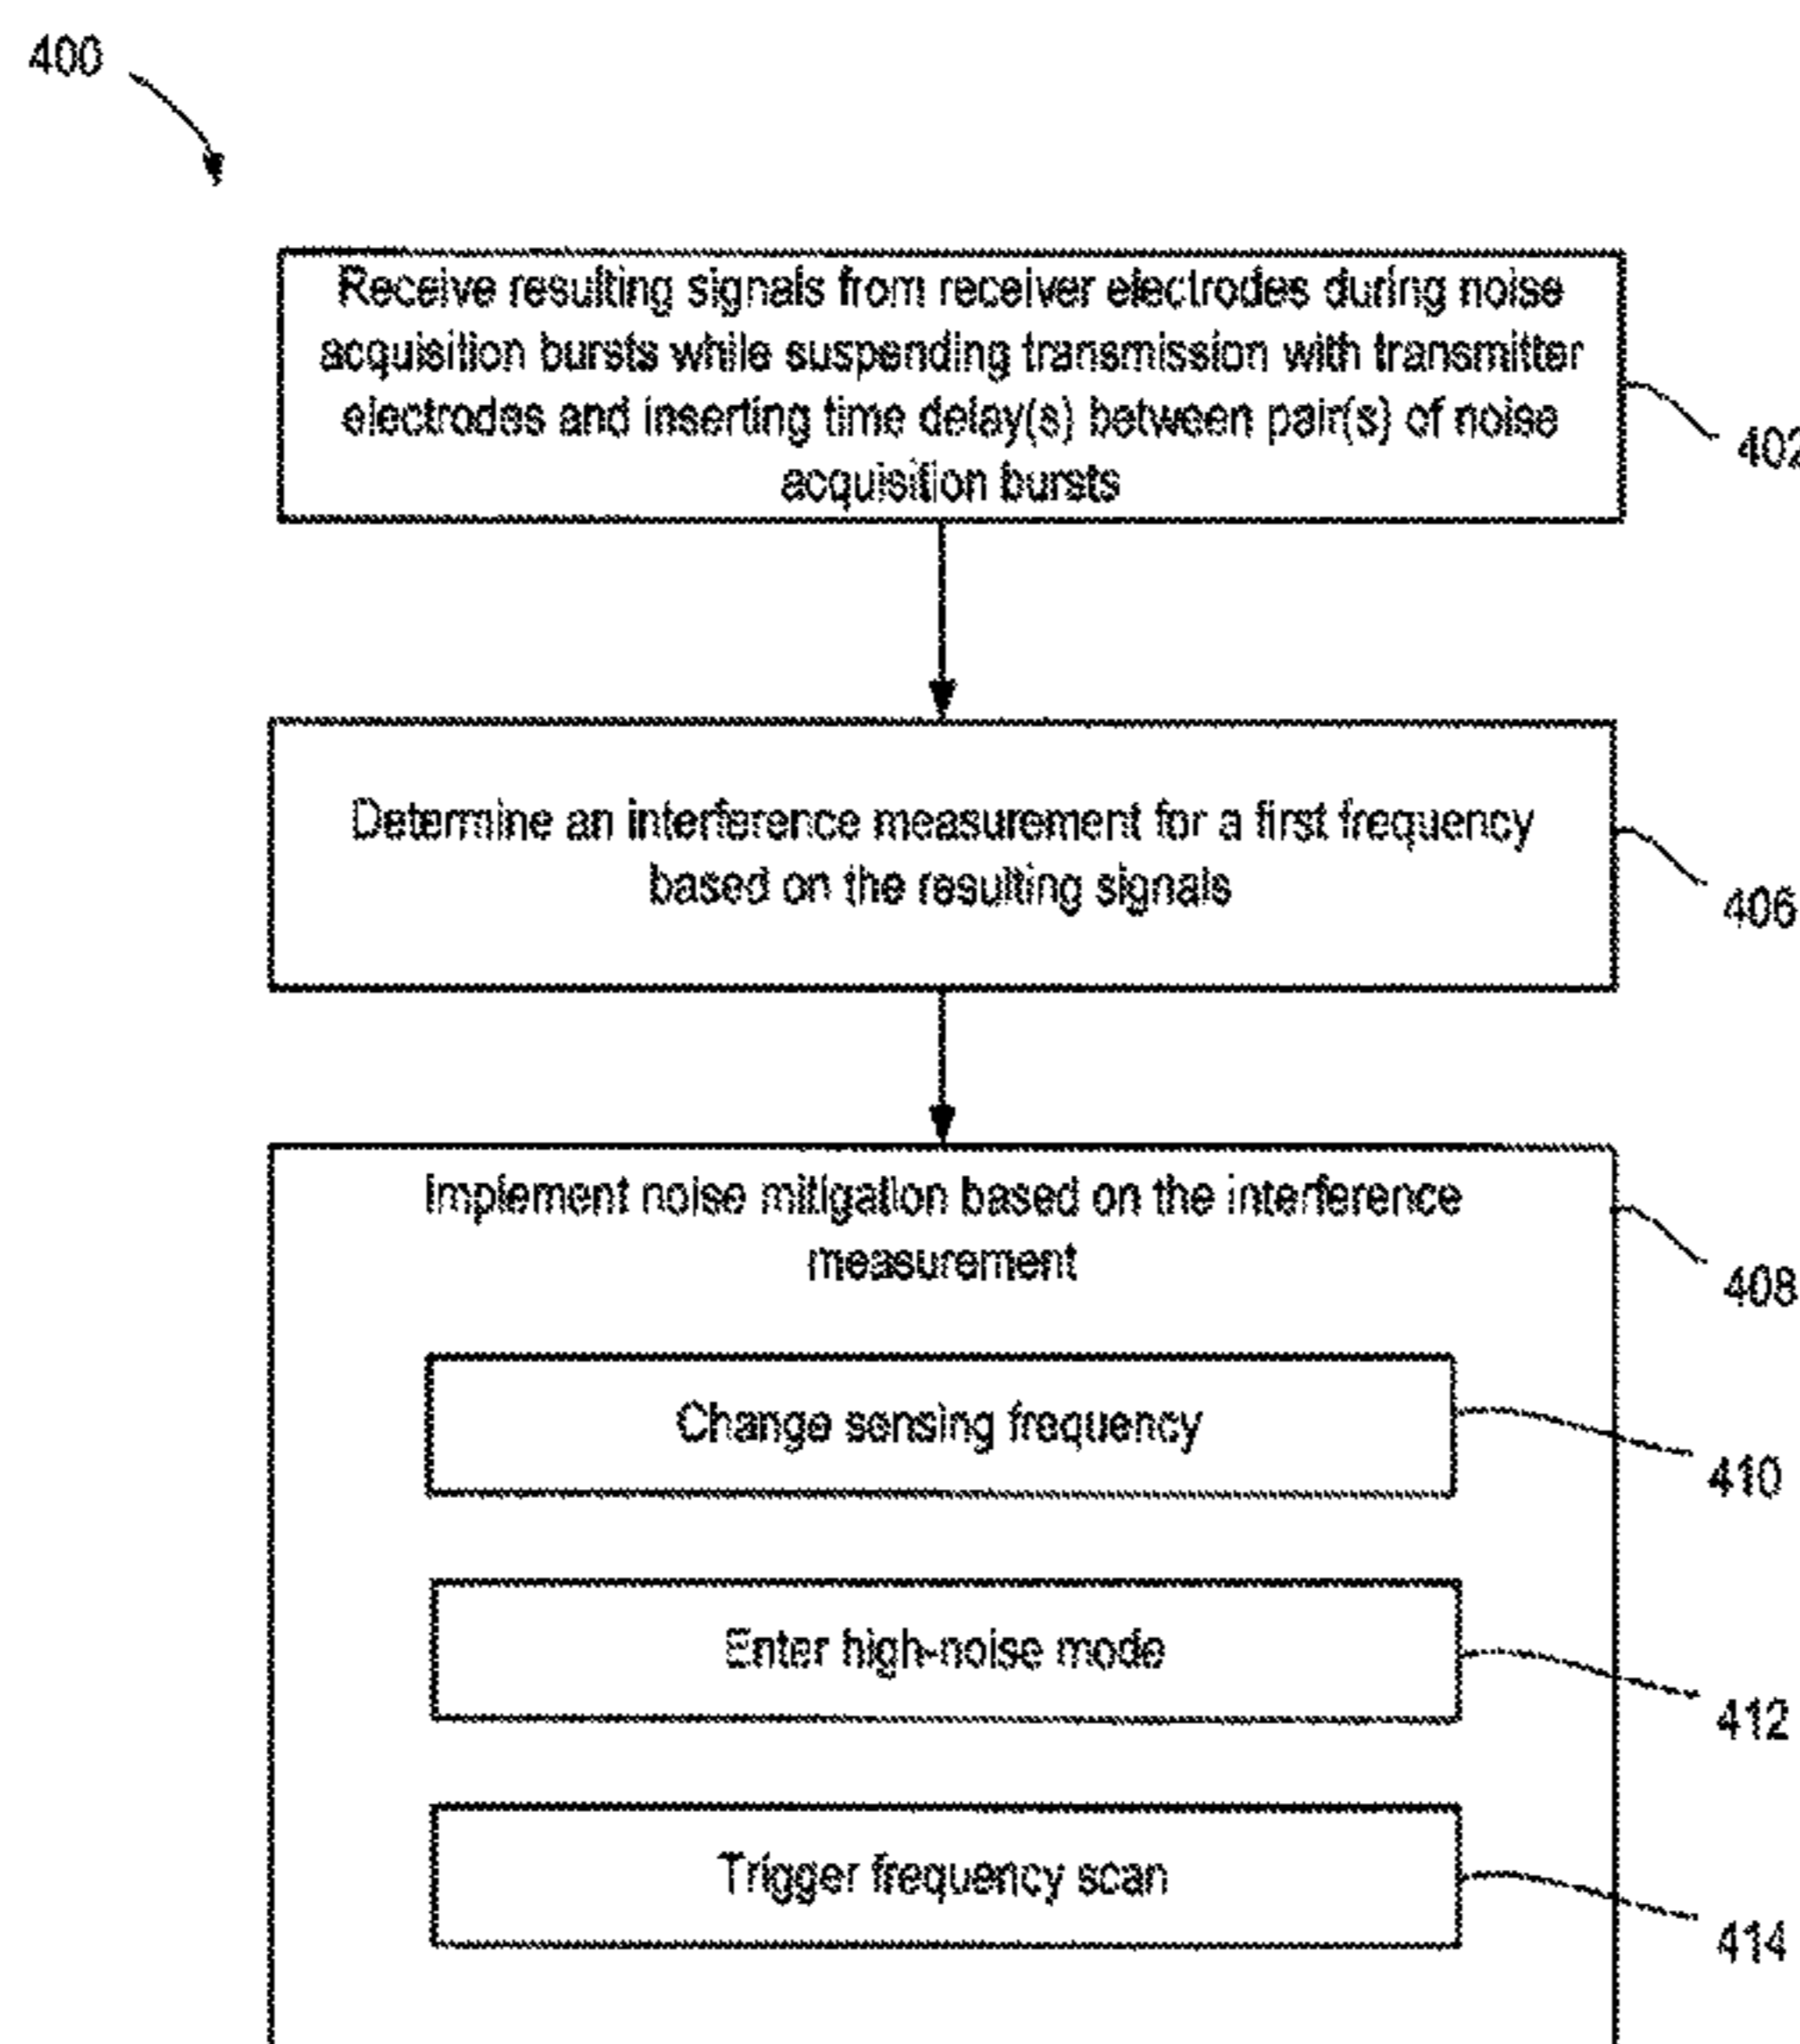 400
Receive resulting signals from receiver electrodes during noise
acquisition bursts while suspending transmission with transmitter
electrodes and inserting time delay(s) between pair(s) of noise
acquisition bursts
402
Determine an interference measurement for a first frequency
based on the resulting signals
406
Implement noise mitigation based on the interference
measurement
408
Change sensing frequency
410
Enter high-noise mode
412
Trigger frequency scan
414